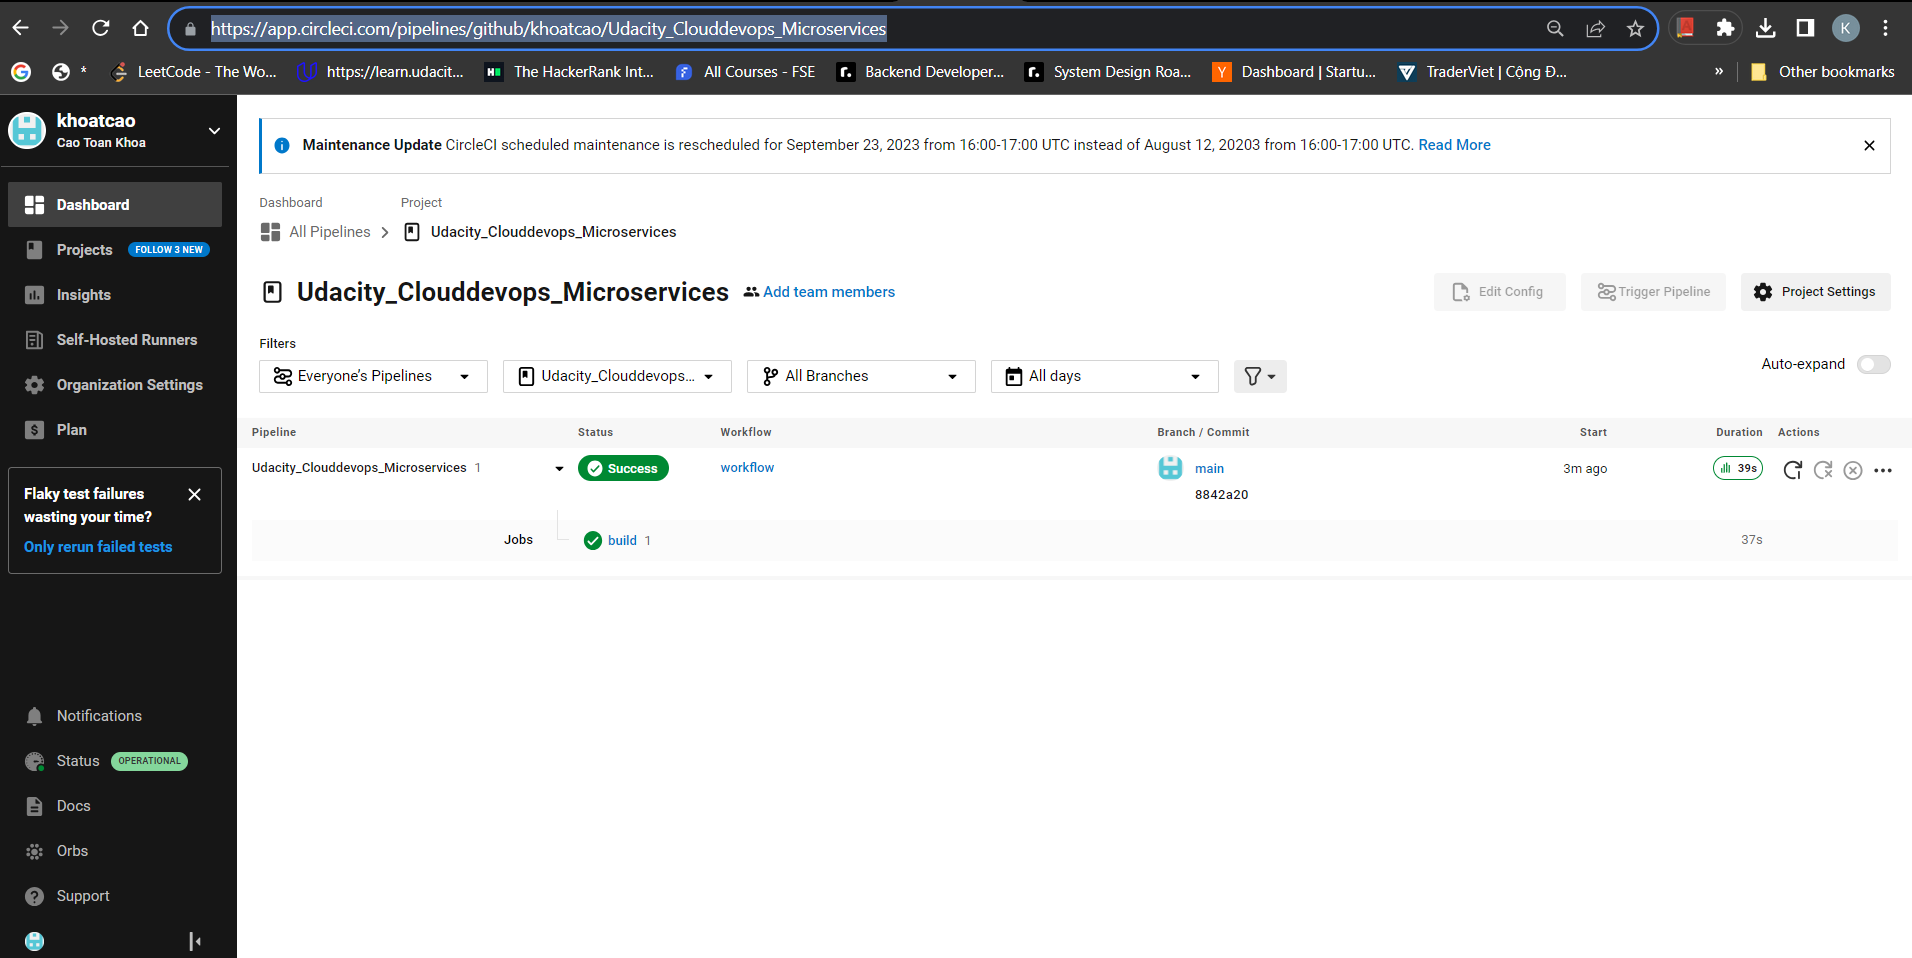 https://app.circleci.com/pipelines/github/khoatcao/Udacity_Clouddevops_Microservices
K
* LeetCode - The Wo... https://learn.udacit... The HackerRank Int... All Courses - FSE Backend Developer... System Design Roa... Dashboard | Startu... TraderViet | Cộng Đ... » Other bookmarks
khoatcao
Cao Toan Khoa
Dashboard
Projects FOLLOW 3 NEW
Insights
Self-Hosted Runners
Organization Settings
Plan
Flaky test failures
wasting your time?
Only rerun failed tests
Notifications
Status OPERATIONAL
Docs
Orbs
Support
Maintenance Update CircleCI scheduled maintenance is rescheduled for September 23, 2023 from 16:00-17:00 UTC instead of August 12, 20203 from 16:00-17:00 UTC. Read More
Dashboard Project
All Pipelines Udacity_Clouddevops_Microservices
Udacity_Clouddevops_Microservices Add team members Edit Config Trigger Pipeline Project Settings
Filters
Everyone’s Pipelines Udacity_Clouddevops... All Branches All days Auto-expand
Pipeline Status Workflow Branch / Commit Start Duration Actions
Udacity_Clouddevops_Microservices 1 Success workflow main 3m ago 39s
8842a20
Jobs build 1 37s